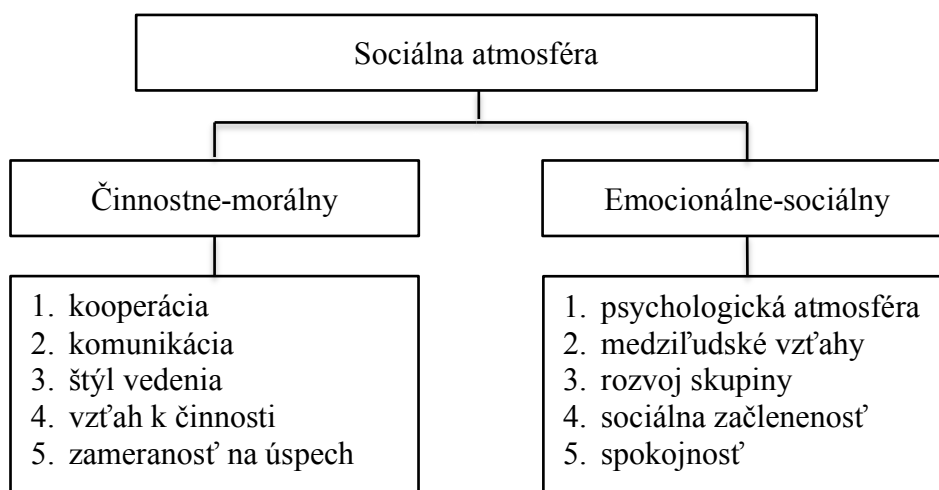 Sociálna atmosféra
Činnostne-morálny
Emocionálne-sociálny
1. kooperácia
2. komunikácia
3. štýl vedenia
4. vzťah k činnosti
5. zameranosť na úspech
1. psychologická atmosféra
2. medziľudské vzťahy
3. rozvoj skupiny
4. sociálna začlenenosť
5. spokojnosť